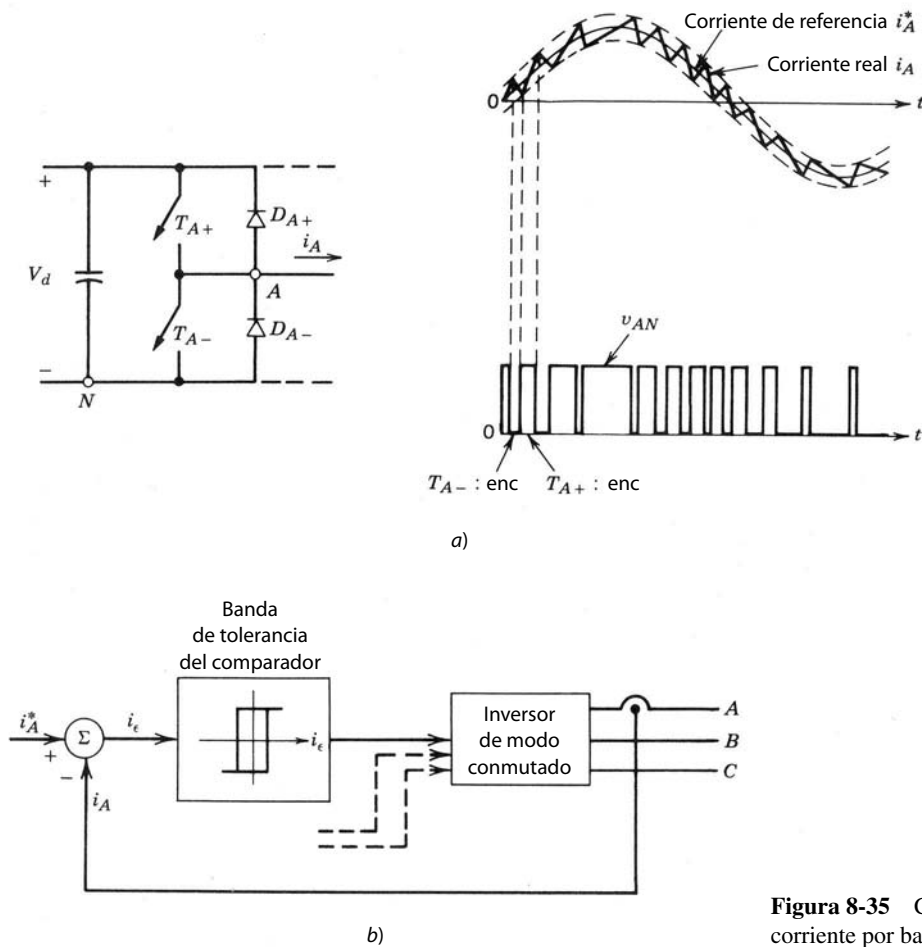 Corriente de referencia i*A
Corriente real iA
0
t
+
TA+
DA+
iA
Vd
A
TA−
DA−
−
N
vAN
0
t
TA− : enc
TA+ : enc
a)
Banda
de tolerancia
del comparador
i*A
+
Σ
−
iϵ
iϵ
Inversor
de modo
conmutado
A
B
C
iA
b)
Figura 8-35 C
corriente por ba